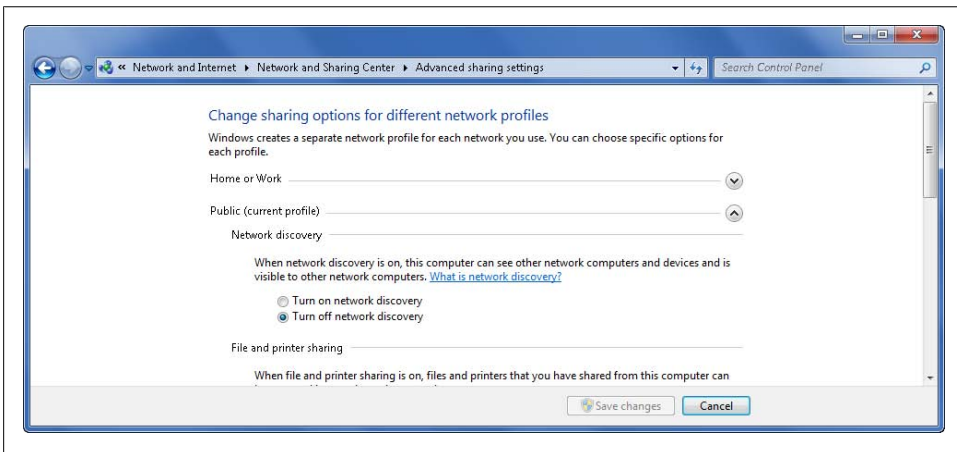 « Network and Internet ▸ Network and Sharing Center ▸ Advanced sharing settings
Search Control Panel
Change sharing options for different network profiles
Windows creates a separate network profile for each network you use. You can choose specific options for
each profile.
Home or Work
Public (current profile)
Network discovery
When network discovery is on, this computer can see other network computers and devices and is
visible to other network computers. What is network discovery?
Turn on network discovery
Turn off network discovery
File and printer sharing
When file and printer sharing is on, files and printers that you have shared from this computer can
Save changes
Cancel